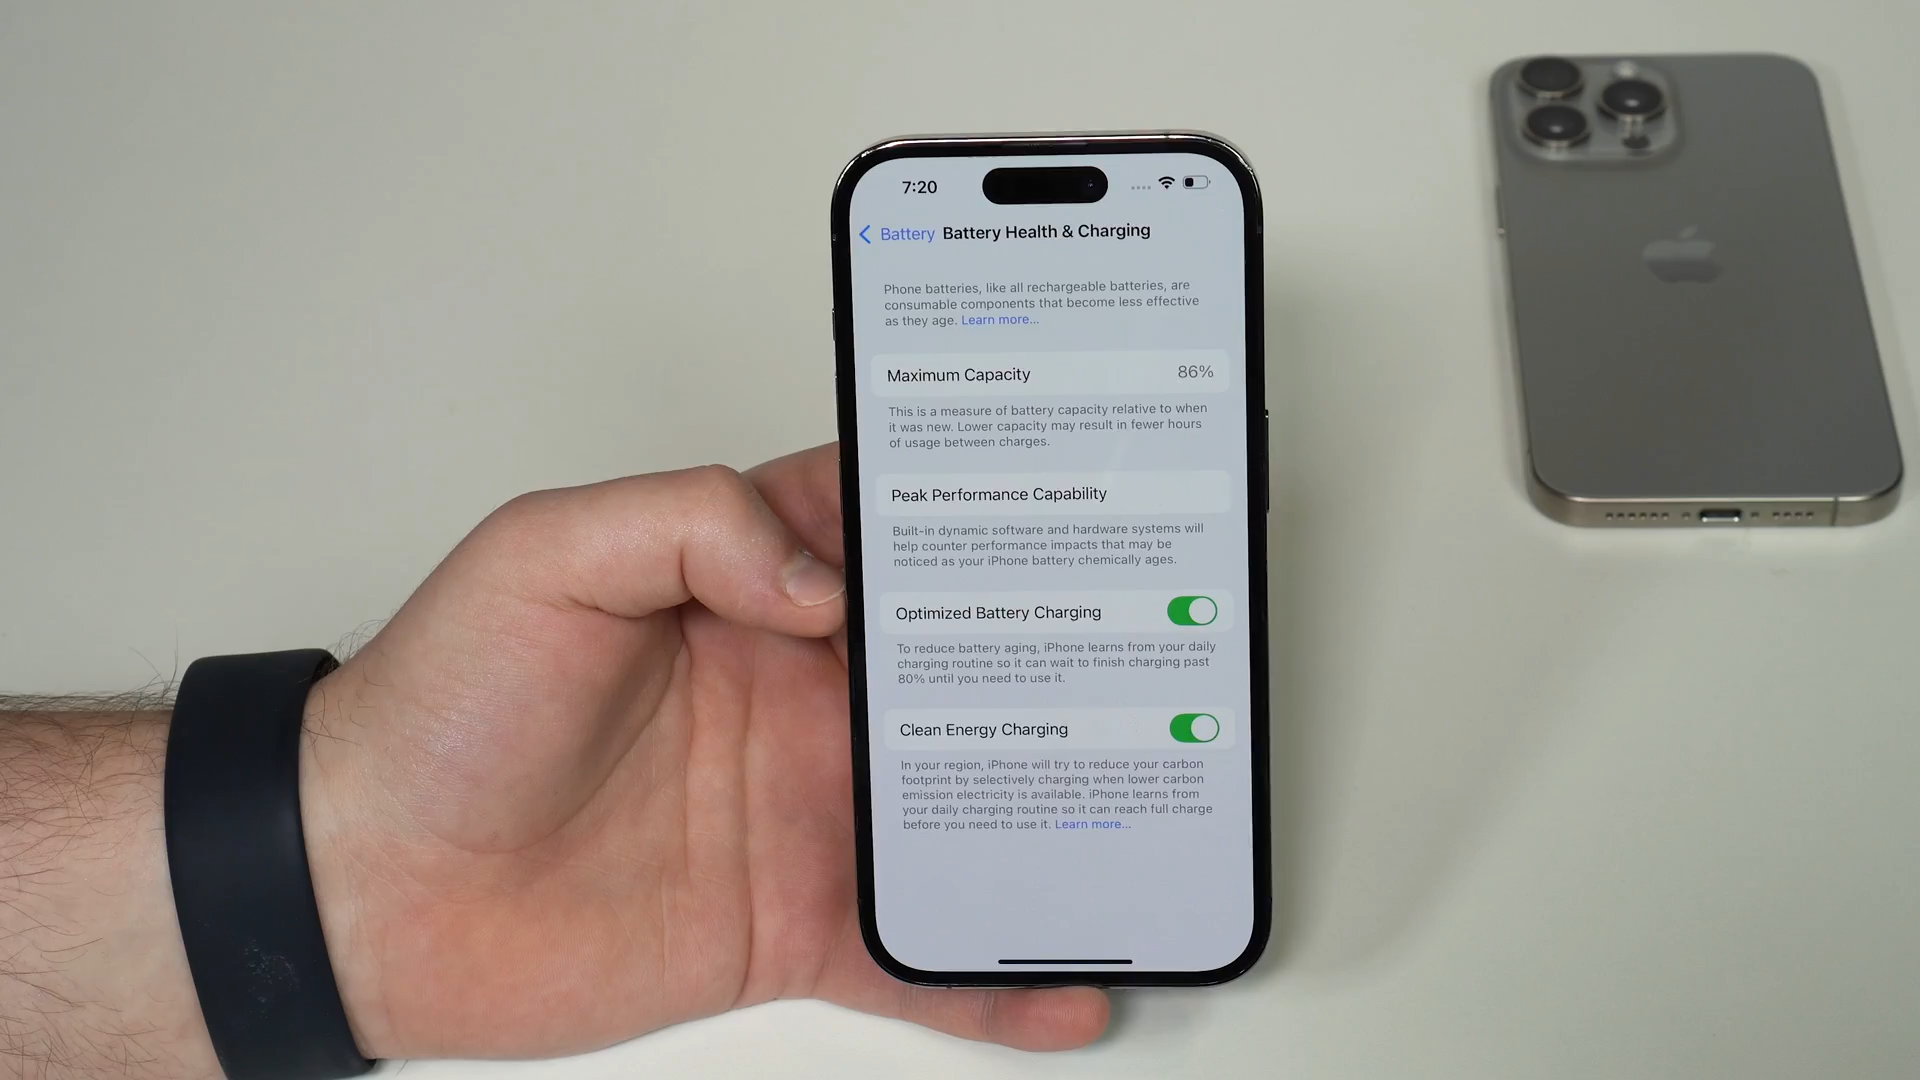 7:20
Battery Battery Health & Charging
Phone batteries, like all rechargeable batteries, are
consumable components that become less effective
as they age. Learn more...
Maximum Capacity 86%
This is a measure of battery capacity relative to when
it was new. Lower capacity may result in fewer hours
of usage between charges.
Peak Performance Capability
Built-in dynamic software and hardware systems will
help counter performance impacts that may be
noticed as your iPhone battery chemically ages.
Optimized Battery Charging
To reduce battery aging, iPhone learns from your daily
charging routine so it can wait to finish charging past
80% until you need to use it.
Clean Energy Charging
In your region, iPhone will try to reduce your carbon
footprint by selectively charging when lower carbon
emission electricity is available. iPhone learns from
your daily charging routine so it can reach full charge
before you need to use it. Learn more...